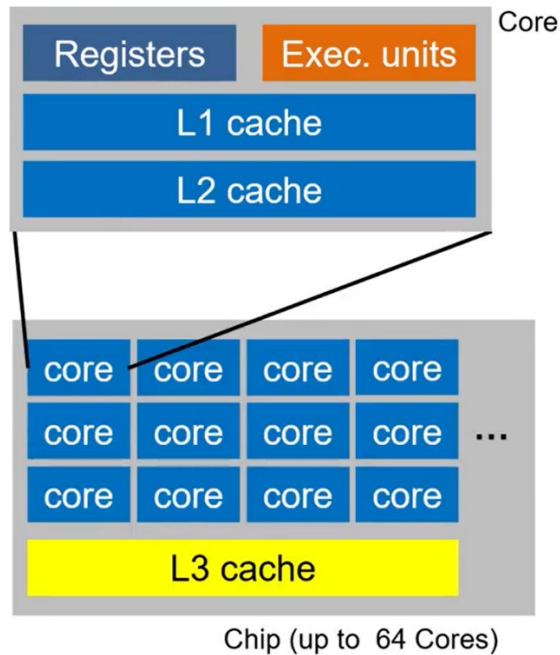 Core
Registers Exec. units
L1 cache
L2 cache
core core core core
core core core core ...
core core core core
L3 cache
Chip (up to 64 Cores)